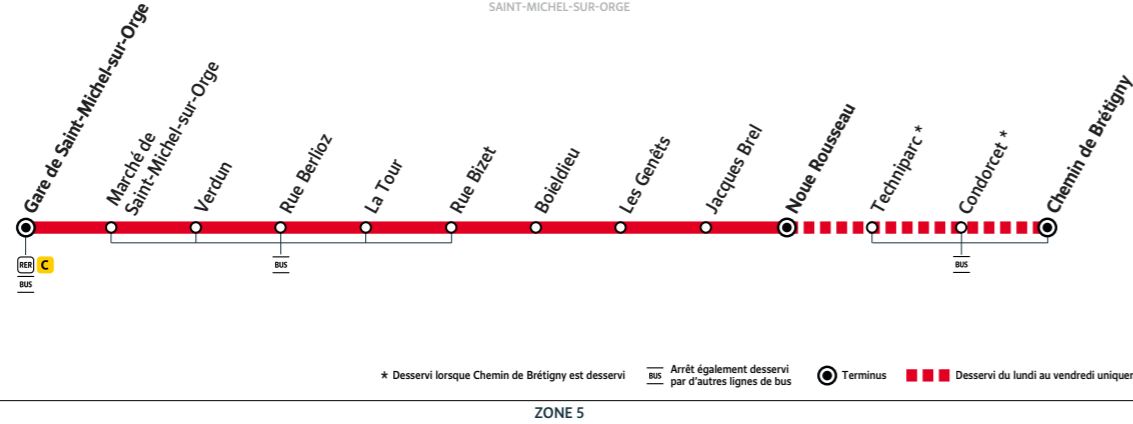 SAINT-MICHEL-SUR-ORGE
Gare de Saint-Michel-sur-Orge
Marché de
Saint-Michel-sur-Orge
Verdun
Rue Berlioz
La Tour
Rue Bizet
Boieldieu
Les Genêts
Jacques Brel
Noue Rousseau
Techniparc *
Condorcet *
Chemin de Brétigny
RER C
BUS
BUS
BUS
* Desservi lorsque Chemin de Brétigny est desservi
BUS Arrêt également desservi
par d'autres lignes de bus
Terminus
Desservi du lundi au vendredi
ZONE 5